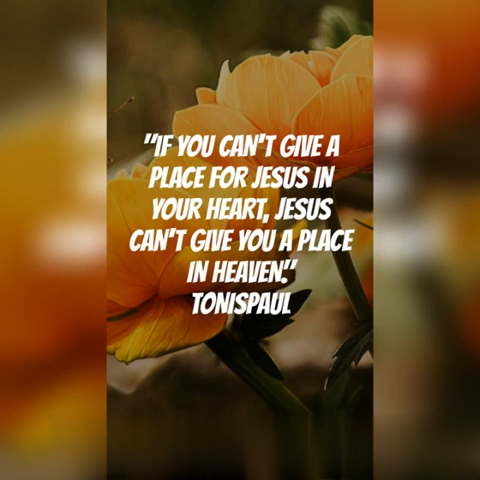 "IF YOU CAN'T GIVE A
PLACE FOR JESUS IN
YOUR HEART, JESUS
CAN'T GIVE YOU A PLACE
IN HEAVEN."
TONISPAUL